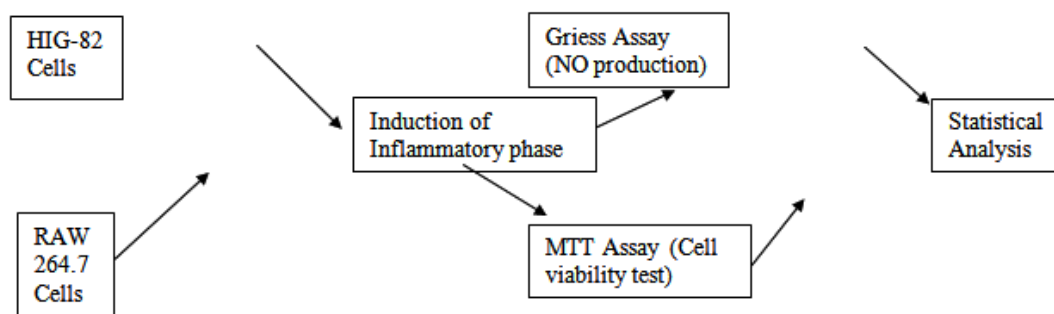 HIG-82
Cells
Griess Assay
(NO production)
Induction of
Inflammatory phase
Statistical
Analysis
RAW
264.7
Cells
MTT Assay (Cell
viability test)